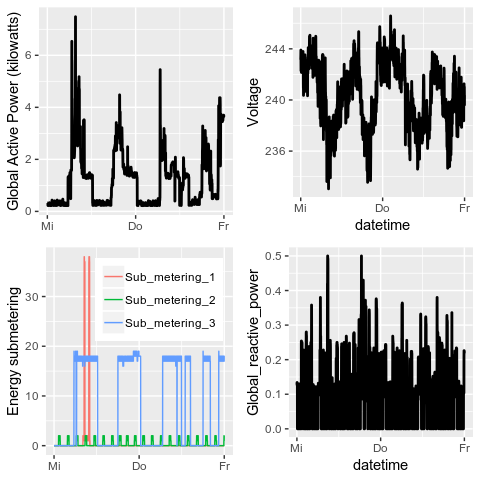 Global Active Power (kilowatts)
6
4
2
0
Mi Do Fr
Voltage
244
240
236
Mi Do Fr
datetime
Energy submetering
30
20
10
0
Sub_metering_1
Sub_metering_2
Sub_metering_3
Mi Do Fr
Global_reactive_power
0.5
0.4
0.3
0.2
0.1
0.0
Mi Do Fr
datetime